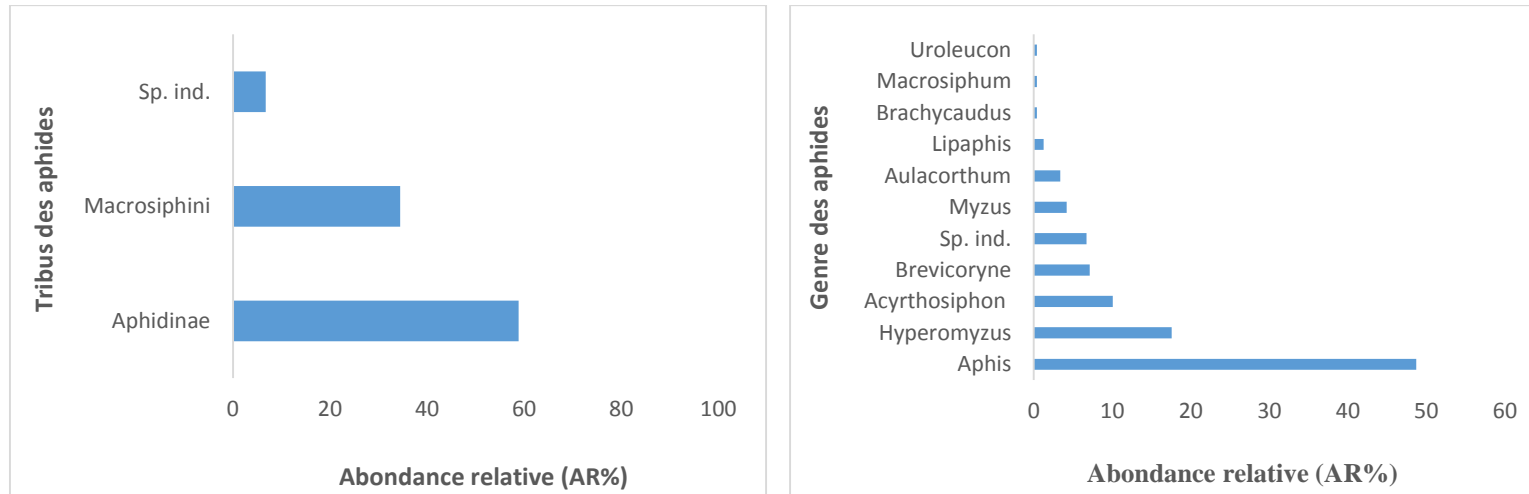 Tribus des aphides
Sp. ind.
Macrosiphini
Aphidinae
0 20 40 60 80 100
Abondance relative (AR%)
Genre des aphides
Uroleucon
Macrosiphum
Brachycaudus
Lipaphis
Aulacorthum
Myzus
Sp. ind.
Brevicoryne
Acyrthosiphon
Hyperomyzus
Aphis
0 10 20 30 40 50 60
Abondance relative (AR%)